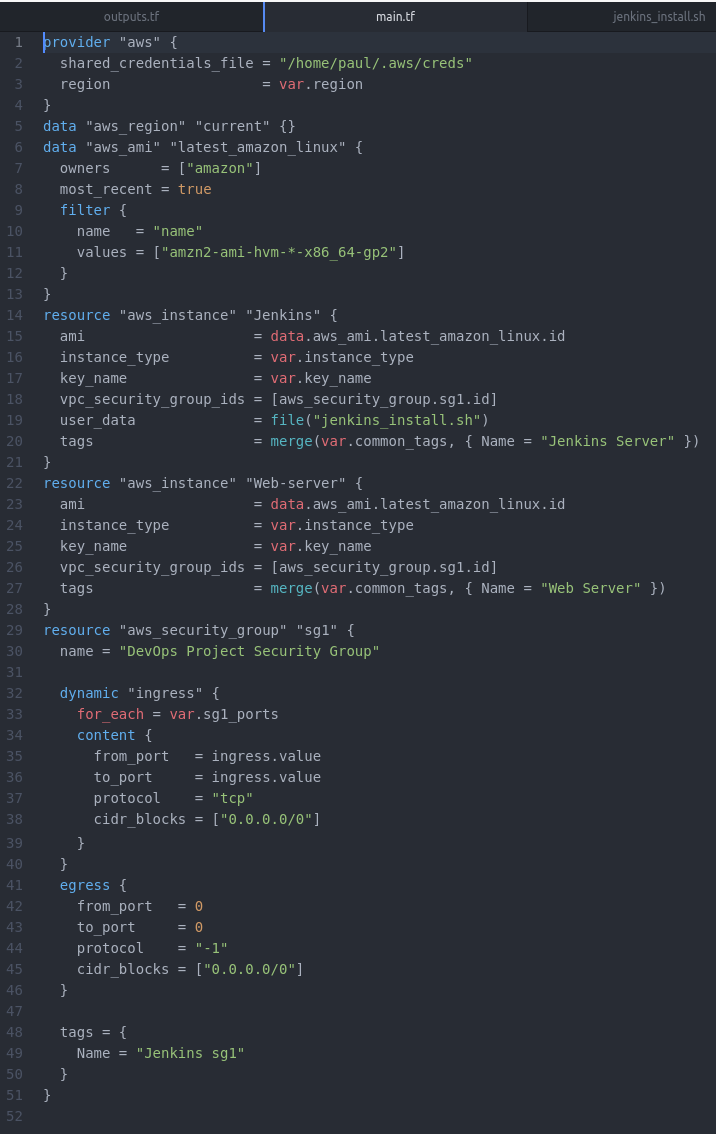 outputs.tf
main.tf
jenkins_install.sh
1 provider "aws" {
2   shared_credentials_file = "/home/paul/.aws/creds"
3   region                  = var.region
4 }
5 data "aws_region" "current" {}
6 data "aws_ami" "latest_amazon_linux" {
7   owners      = ["amazon"]
8   most_recent = true
9   filter {
10     name   = "name"
11     values = ["amzn2-ami-hvm-*-x86_64-gp2"]
12   }
13 }
14 resource "aws_instance" "Jenkins" {
15   ami                    = data.aws_ami.latest_amazon_linux.id
16   instance_type          = var.instance_type
17   key_name               = var.key_name
18   vpc_security_group_ids = [aws_security_group.sg1.id]
19   user_data              = file("jenkins_install.sh")
20   tags                   = merge(var.common_tags, { Name = "Jenkins Server" })
21 }
22 resource "aws_instance" "Web-server" {
23   ami                    = data.aws_ami.latest_amazon_linux.id
24   instance_type          = var.instance_type
25   key_name               = var.key_name
26   vpc_security_group_ids = [aws_security_group.sg1.id]
27   tags                   = merge(var.common_tags, { Name = "Web Server" })
28 }
29 resource "aws_security_group" "sg1" {
30   name = "DevOps Project Security Group"
31
32   dynamic "ingress" {
33     for_each = var.sg1_ports
34     content {
35       from_port   = ingress.value
36       to_port     = ingress.value
37       protocol    = "tcp"
38       cidr_blocks = ["0.0.0.0/0"]
39     }
40   }
41   egress {
42     from_port   = 0
43     to_port     = 0
44     protocol    = "-1"
45     cidr_blocks = ["0.0.0.0/0"]
46   }
47
48   tags = {
49     Name = "Jenkins sg1"
50   }
51 }
52